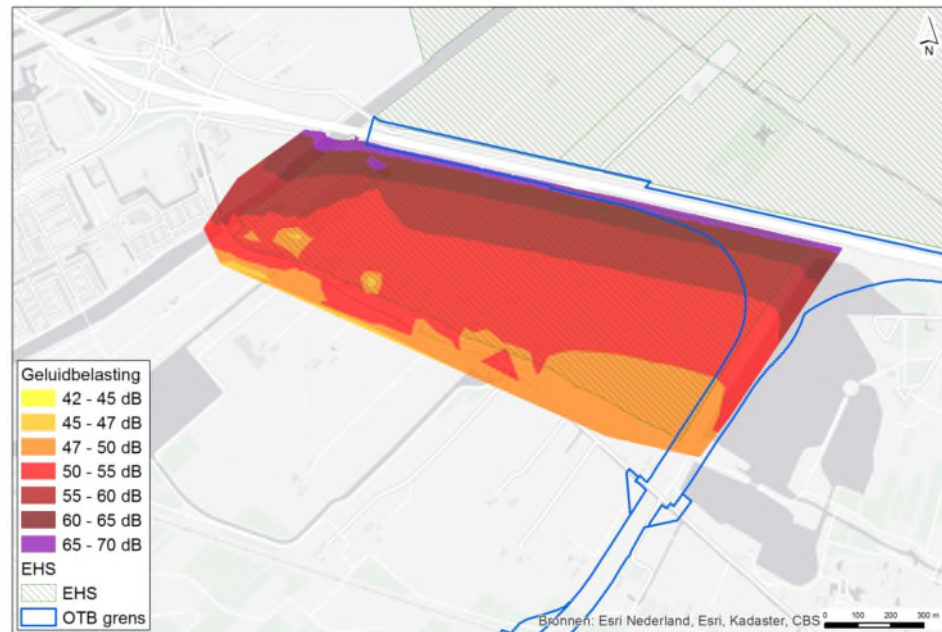 N
Geluidbelasting
42 - 45 dB
45 - 47 dB
47 - 50 dB
50 - 55 dB
55 - 60 dB
60 - 65 dB
65 - 70 dB
EHS
EHS
OTB grens
Bronnen: Esri Nederland, Esri, Kadaster, CBS
0 100 200 300 m